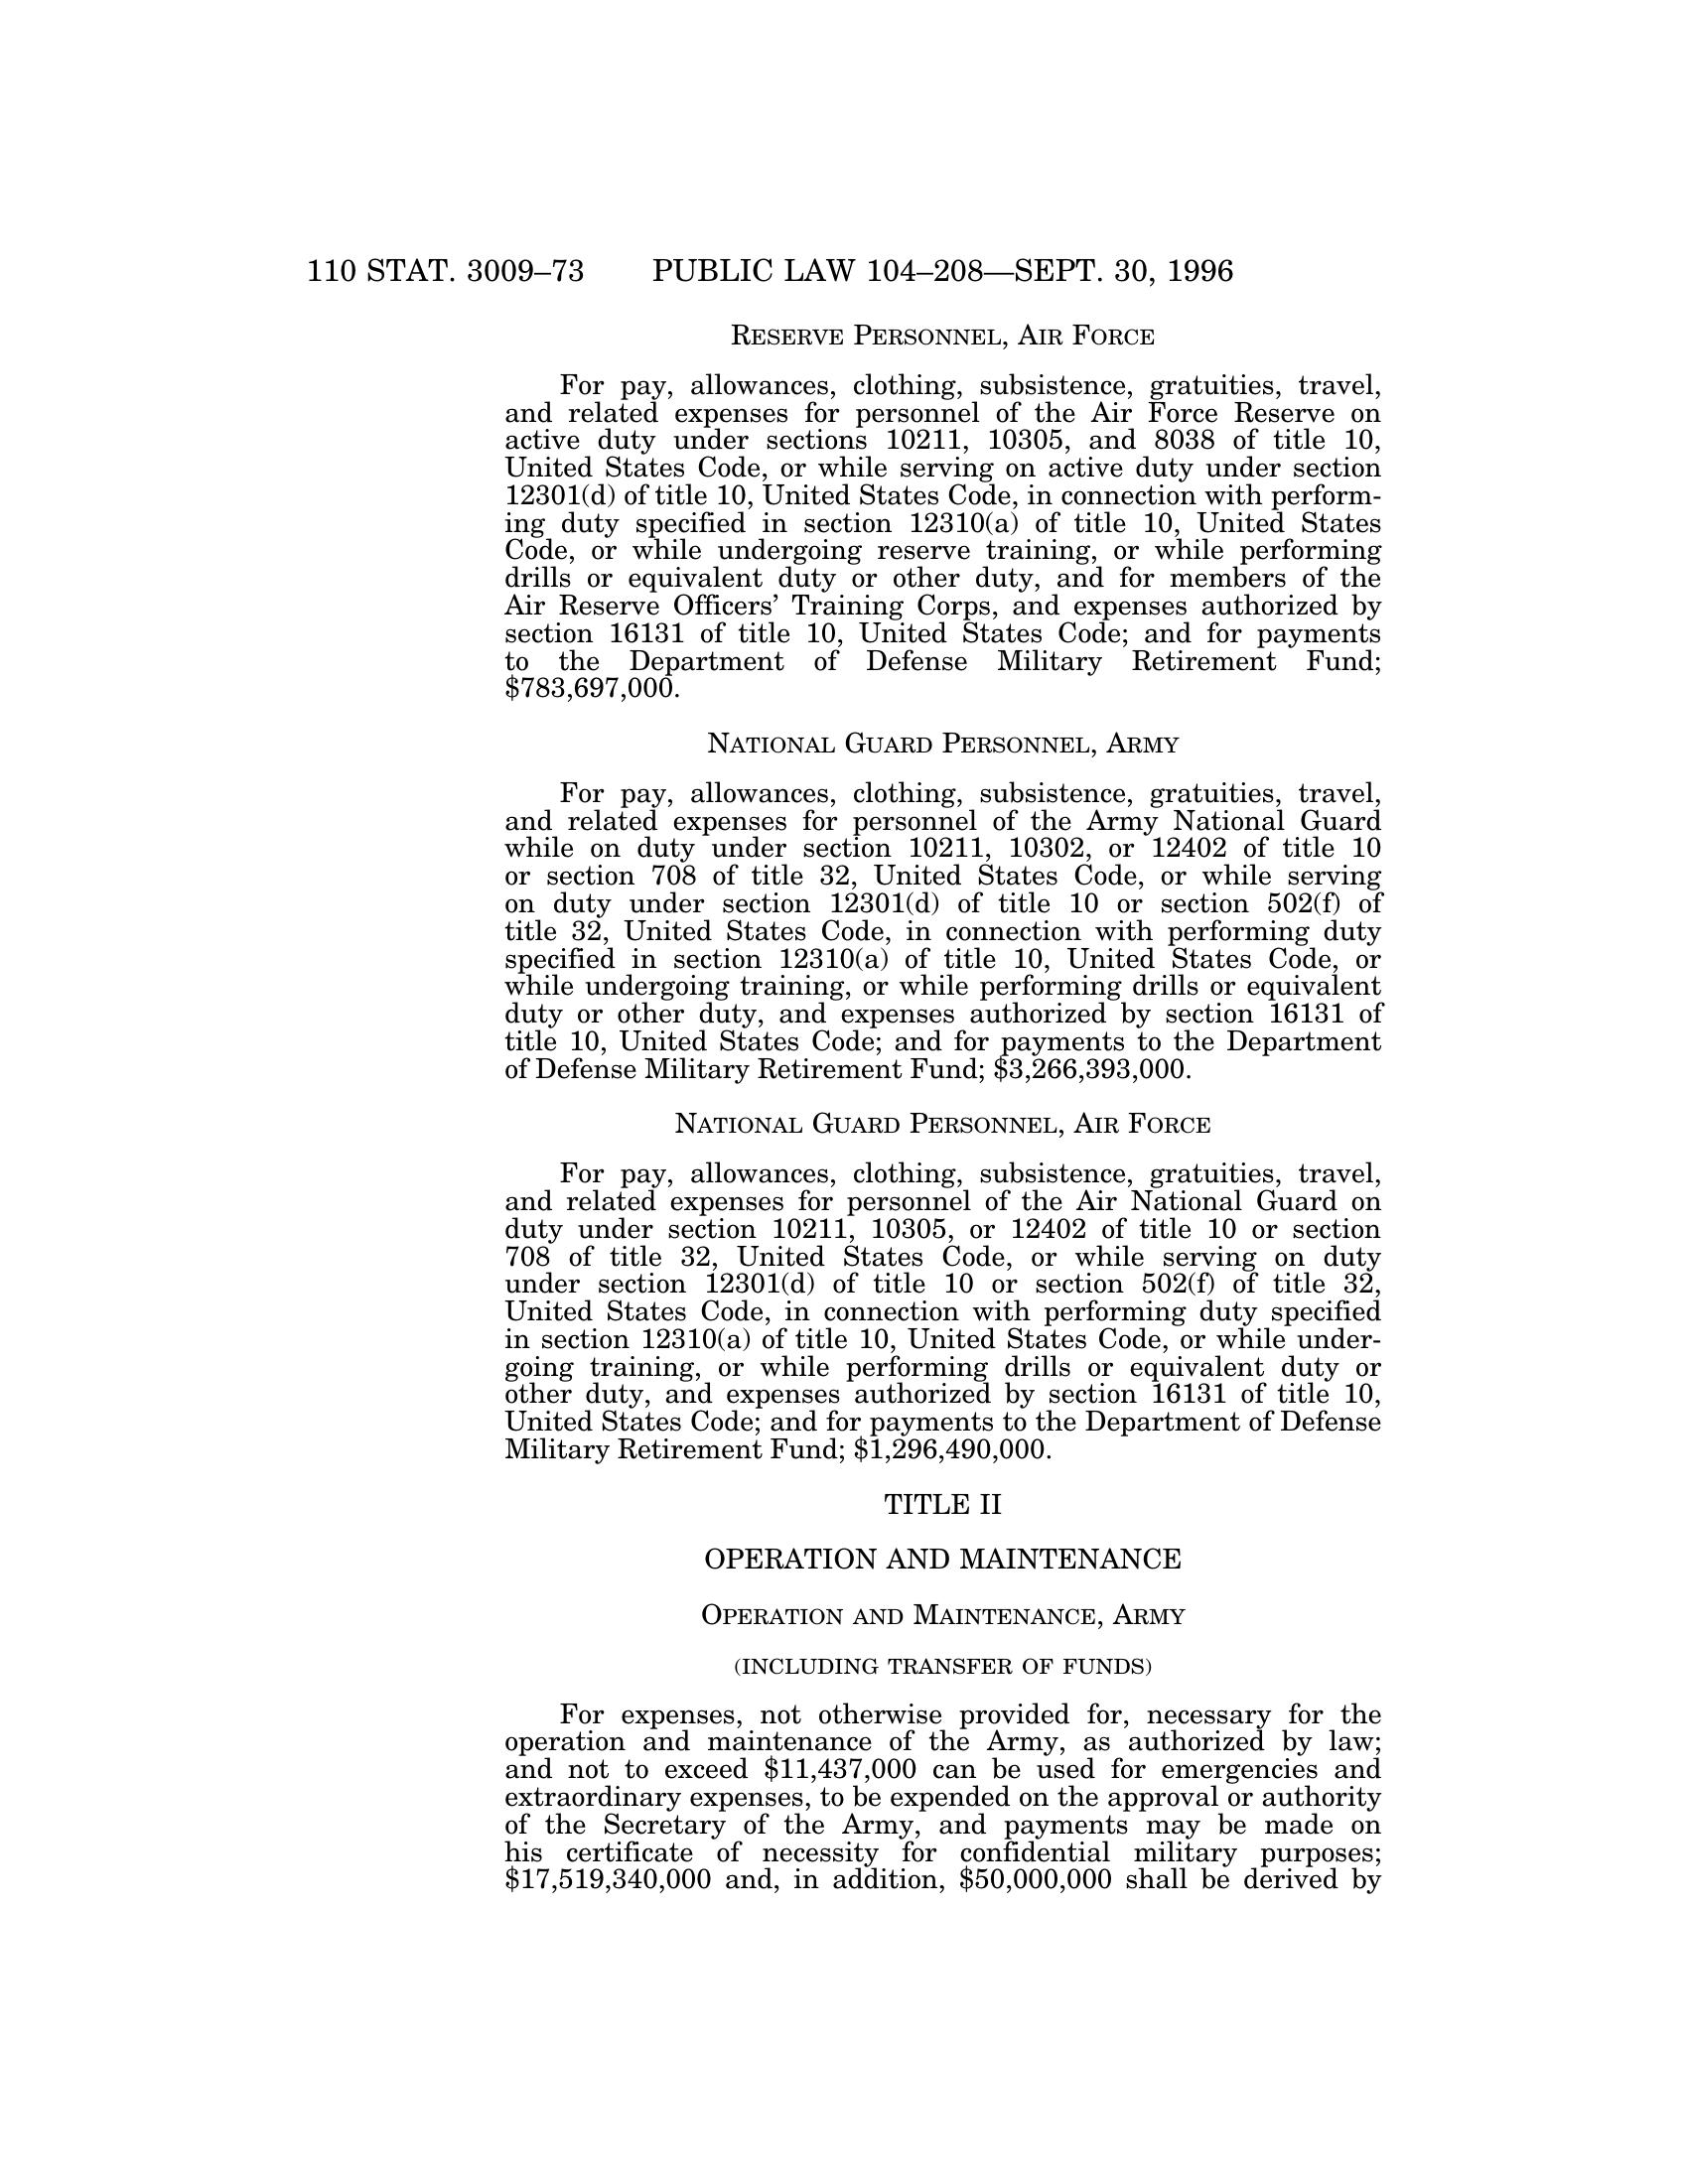 110 STAT. 3009–73 PUBLIC LAW 104–208—SEPT. 30, 1996
RESERVE PERSONNEL, AIR FORCE
For pay, allowances, clothing, subsistence, gratuities, travel,
and related expenses for personnel of the Air Force Reserve on
active duty under sections 10211, 10305, and 8038 of title 10,
United States Code, or while serving on active duty under section
12301(d) of title 10, United States Code, in connection with perform-
ing duty specified in section 12310(a) of title 10, United States
Code, or while undergoing reserve training, or while performing
drills or equivalent duty or other duty, and for members of the
Air Reserve Officers’ Training Corps, and expenses authorized by
section 16131 of title 10, United States Code; and for payments
to the Department of Defense Military Retirement Fund;
$783,697,000.
NATIONAL GUARD PERSONNEL, ARMY
For pay, allowances, clothing, subsistence, gratuities, travel,
and related expenses for personnel of the Army National Guard
while on duty under section 10211, 10302, or 12402 of title 10
or section 708 of title 32, United States Code, or while serving
on duty under section 12301(d) of title 10 or section 502(f) of
title 32, United States Code, in connection with performing duty
specified in section 12310(a) of title 10, United States Code, or
while undergoing training, or while performing drills or equivalent
duty or other duty, and expenses authorized by section 16131 of
title 10, United States Code; and for payments to the Department
of Defense Military Retirement Fund; $3,266,393,000.
NATIONAL GUARD PERSONNEL, AIR FORCE
For pay, allowances, clothing, subsistence, gratuities, travel,
and related expenses for personnel of the Air National Guard on
duty under section 10211, 10305, or 12402 of title 10 or section
708 of title 32, United States Code, or while serving on duty
under section 12301(d) of title 10 or section 502(f) of title 32,
United States Code, in connection with performing duty specified
in section 12310(a) of title 10, United States Code, or while under-
going training, or while performing drills or equivalent duty or
other duty, and expenses authorized by section 16131 of title 10,
United States Code; and for payments to the Department of Defense
Military Retirement Fund; $1,296,490,000.
TITLE II
OPERATION AND MAINTENANCE
OPERATION AND MAINTENANCE, ARMY
(INCLUDING TRANSFER OF FUNDS)
For expenses, not otherwise provided for, necessary for the
operation and maintenance of the Army, as authorized by law;
and not to exceed $11,437,000 can be used for emergencies and
extraordinary expenses, to be expended on the approval or authority
of the Secretary of the Army, and payments may be made on
his certificate of necessity for confidential military purposes;
$17,519,340,000 and, in addition, $50,000,000 shall be derived by